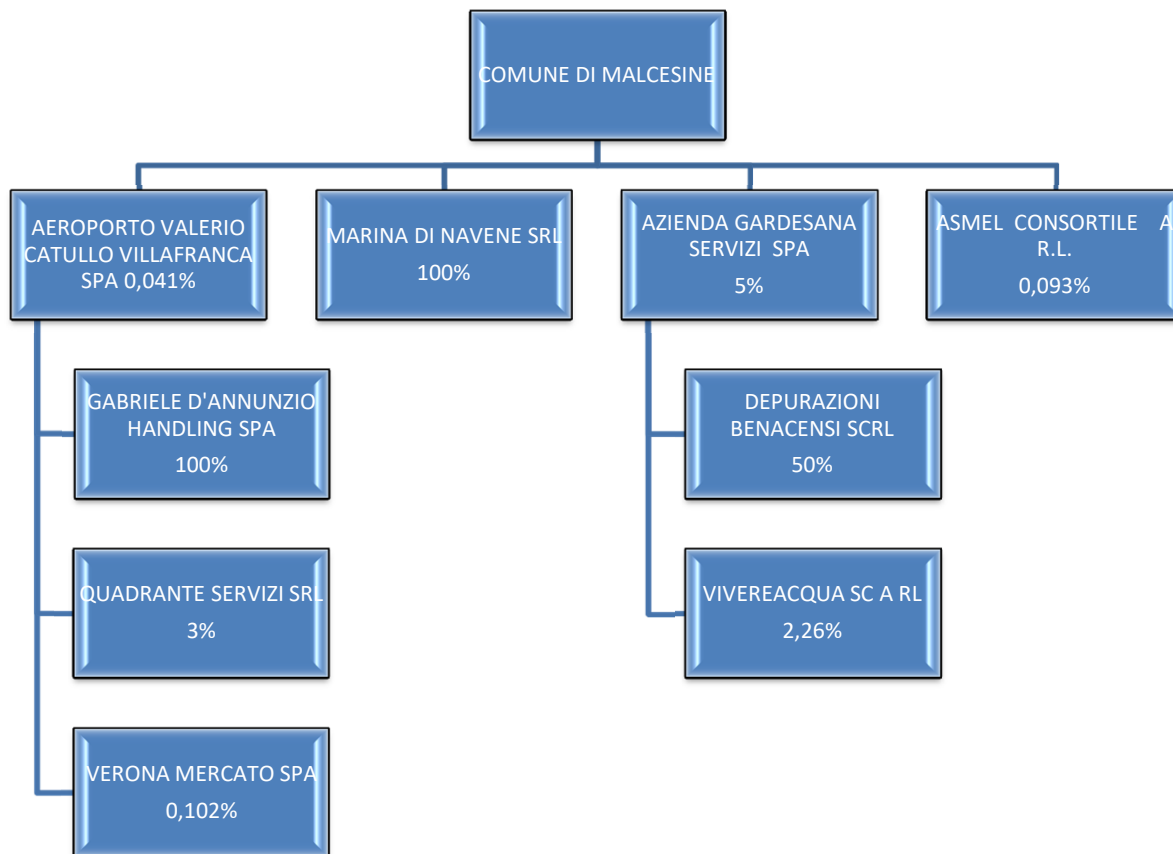 COMUNE DI MALCESINE
AEROPORTO VALERIO
CATULLO VILLAFRANCA
SPA 0,041%
MARINA DI NAVENE SRL
100%
AZIENDA GARDESANA
SERVIZI SPA
5%
ASMEL CONSORTILE A
R.L.
0,093%
GABRIELE D'ANNUNZIO
HANDLING SPA
100%
DEPURAZIONI
BENACENSI SCRL
50%
QUADRANTE SERVIZI SRL
3%
VIVEREACQUA SC A RL
2,26%
VERONA MERCATO SPA
0,102%